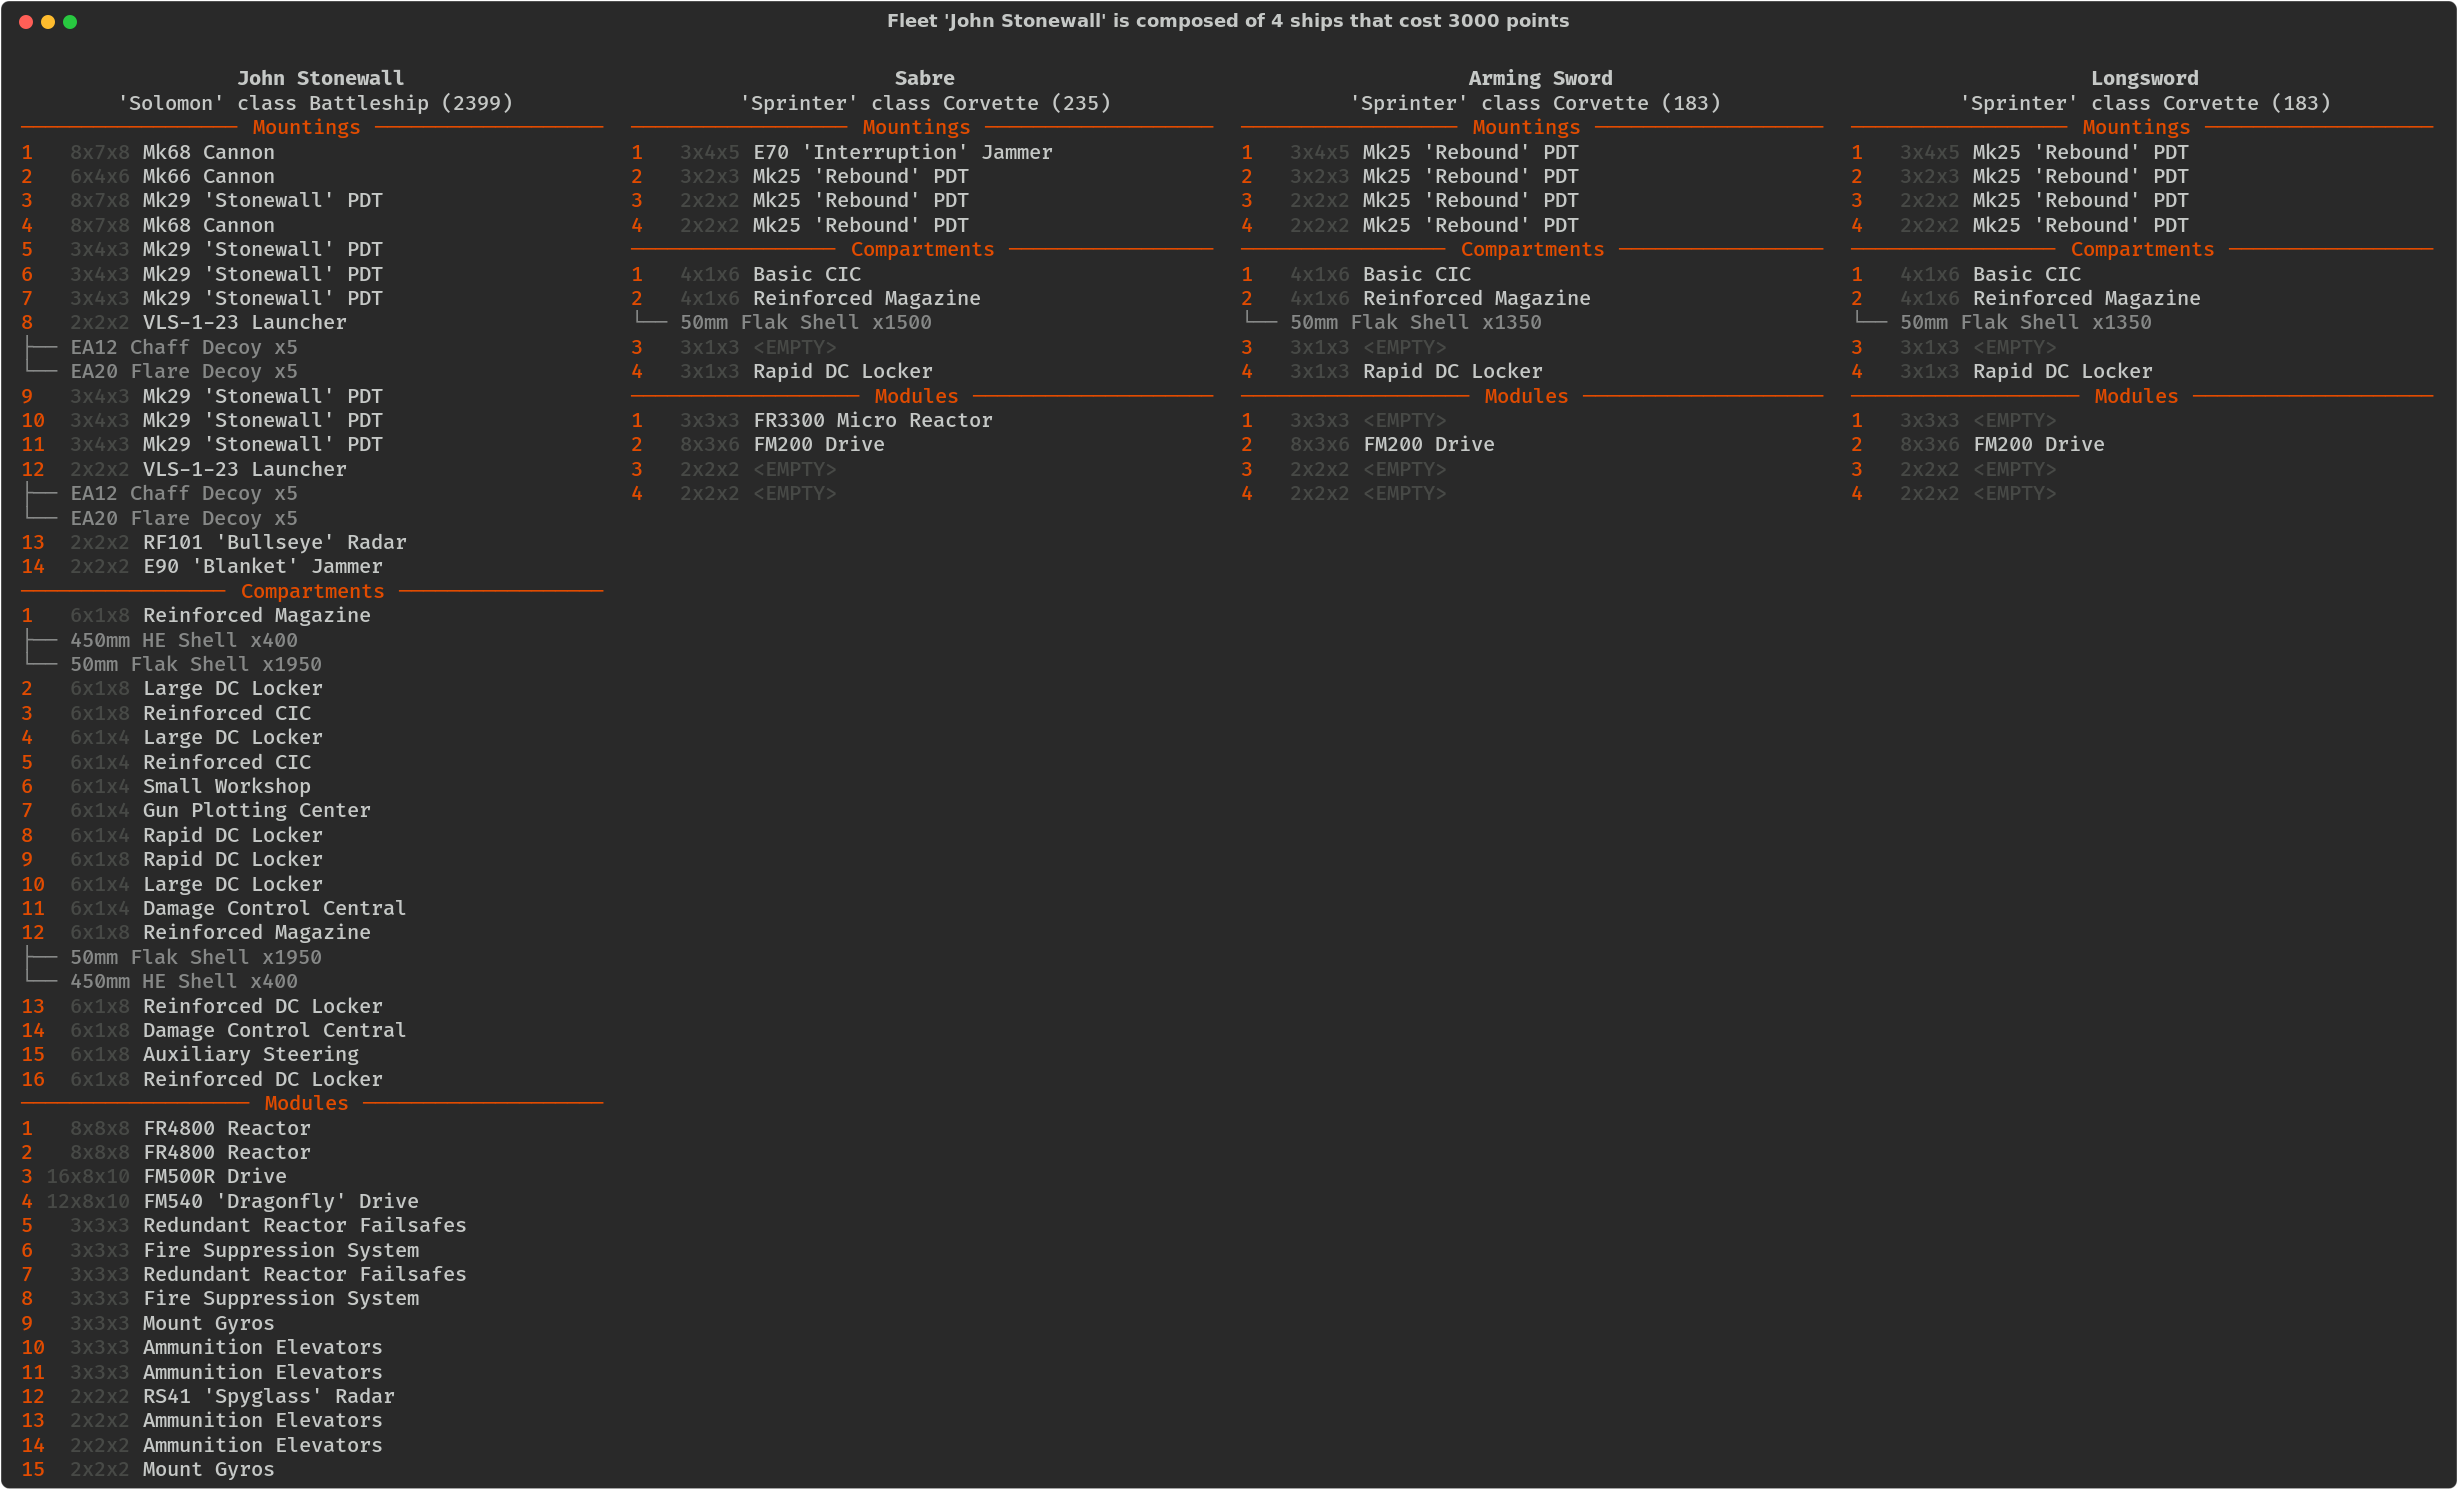 Fleet 'John Stonewall' is composed of 4 ships that cost 3000 points
John Stonewall
'Solomon' class Battleship (2399)
Mountings
1 8x7x8 Mk68 Cannon
2 6x4x6 Mk66 Cannon
3 8x7x8 Mk29 'Stonewall' PDT
4 8x7x8 Mk68 Cannon
5 3x4x3 Mk29 'Stonewall' PDT
6 3x4x3 Mk29 'Stonewall' PDT
7 3x4x3 Mk29 'Stonewall' PDT
8 2x2x2 VLS-1-23 Launcher
EA12 Chaff Decoy x5
EA20 Flare Decoy x5
9 3x4x3 Mk29 'Stonewall' PDT
10 3x4x3 Mk29 'Stonewall' PDT
11 3x4x3 Mk29 'Stonewall' PDT
12 2x2x2 VLS-1-23 Launcher
EA12 Chaff Decoy x5
EA20 Flare Decoy x5
13 2x2x2 RF101 'Bullseye' Radar
14 2x2x2 E90 'Blanket' Jammer
Compartments
1 6x1x8 Reinforced Magazine
450mm HE Shell x400
50mm Flak Shell x1950
2 6x1x8 Large DC Locker
3 6x1x8 Reinforced CIC
4 6x1x4 Large DC Locker
5 6x1x4 Reinforced CIC
6 6x1x4 Small Workshop
7 6x1x4 Gun Plotting Center
8 6x1x4 Rapid DC Locker
9 6x1x8 Rapid DC Locker
10 6x1x4 Large DC Locker
11 6x1x4 Damage Control Central
12 6x1x8 Reinforced Magazine
50mm Flak Shell x1950
450mm HE Shell x400
13 6x1x8 Reinforced DC Locker
14 6x1x8 Damage Control Central
15 6x1x8 Auxiliary Steering
16 6x1x8 Reinforced DC Locker
Modules
1 8x8x8 FR4800 Reactor
2 8x8x8 FR4800 Reactor
3 16x8x10 FM500R Drive
4 12x8x10 FM540 'Dragonfly' Drive
5 3x3x3 Redundant Reactor Failsafes
6 3x3x3 Fire Suppression System
7 3x3x3 Redundant Reactor Failsafes
8 3x3x3 Fire Suppression System
9 3x3x3 Mount Gyros
10 3x3x3 Ammunition Elevators
11 3x3x3 Ammunition Elevators
12 2x2x2 RS41 'Spyglass' Radar
13 2x2x2 Ammunition Elevators
14 2x2x2 Ammunition Elevators
15 2x2x2 Mount Gyros
Sabre
'Sprinter' class Corvette (235)
Mountings
1 3x4x5 E70 'Interruption' Jammer
2 3x2x3 Mk25 'Rebound' PDT
3 2x2x2 Mk25 'Rebound' PDT
4 2x2x2 Mk25 'Rebound' PDT
Compartments
1 4x1x6 Basic CIC
2 4x1x6 Reinforced Magazine
50mm Flak Shell x1500
3 3x1x3 <EMPTY>
4 3x1x3 Rapid DC Locker
Modules
1 3x3x3 FR3300 Micro Reactor
2 8x3x6 FM200 Drive
3 2x2x2 <EMPTY>
4 2x2x2 <EMPTY>
Arming Sword
'Sprinter' class Corvette (183)
Mountings
1 3x4x5 Mk25 'Rebound' PDT
2 3x2x3 Mk25 'Rebound' PDT
3 2x2x2 Mk25 'Rebound' PDT
4 2x2x2 Mk25 'Rebound' PDT
Compartments
1 4x1x6 Basic CIC
2 4x1x6 Reinforced Magazine
50mm Flak Shell x1350
3 3x1x3 <EMPTY>
4 3x1x3 Rapid DC Locker
Modules
1 3x3x3 <EMPTY>
2 8x3x6 FM200 Drive
3 2x2x2 <EMPTY>
4 2x2x2 <EMPTY>
Longsword
'Sprinter' class Corvette (183)
Mountings
1 3x4x5 Mk25 'Rebound' PDT
2 3x2x3 Mk25 'Rebound' PDT
3 2x2x2 Mk25 'Rebound' PDT
4 2x2x2 Mk25 'Rebound' PDT
Compartments
1 4x1x6 Basic CIC
2 4x1x6 Reinforced Magazine
50mm Flak Shell x1350
3 3x1x3 <EMPTY>
4 3x1x3 Rapid DC Locker
Modules
1 3x3x3 <EMPTY>
2 8x3x6 FM200 Drive
3 2x2x2 <EMPTY>
4 2x2x2 <EMPTY>